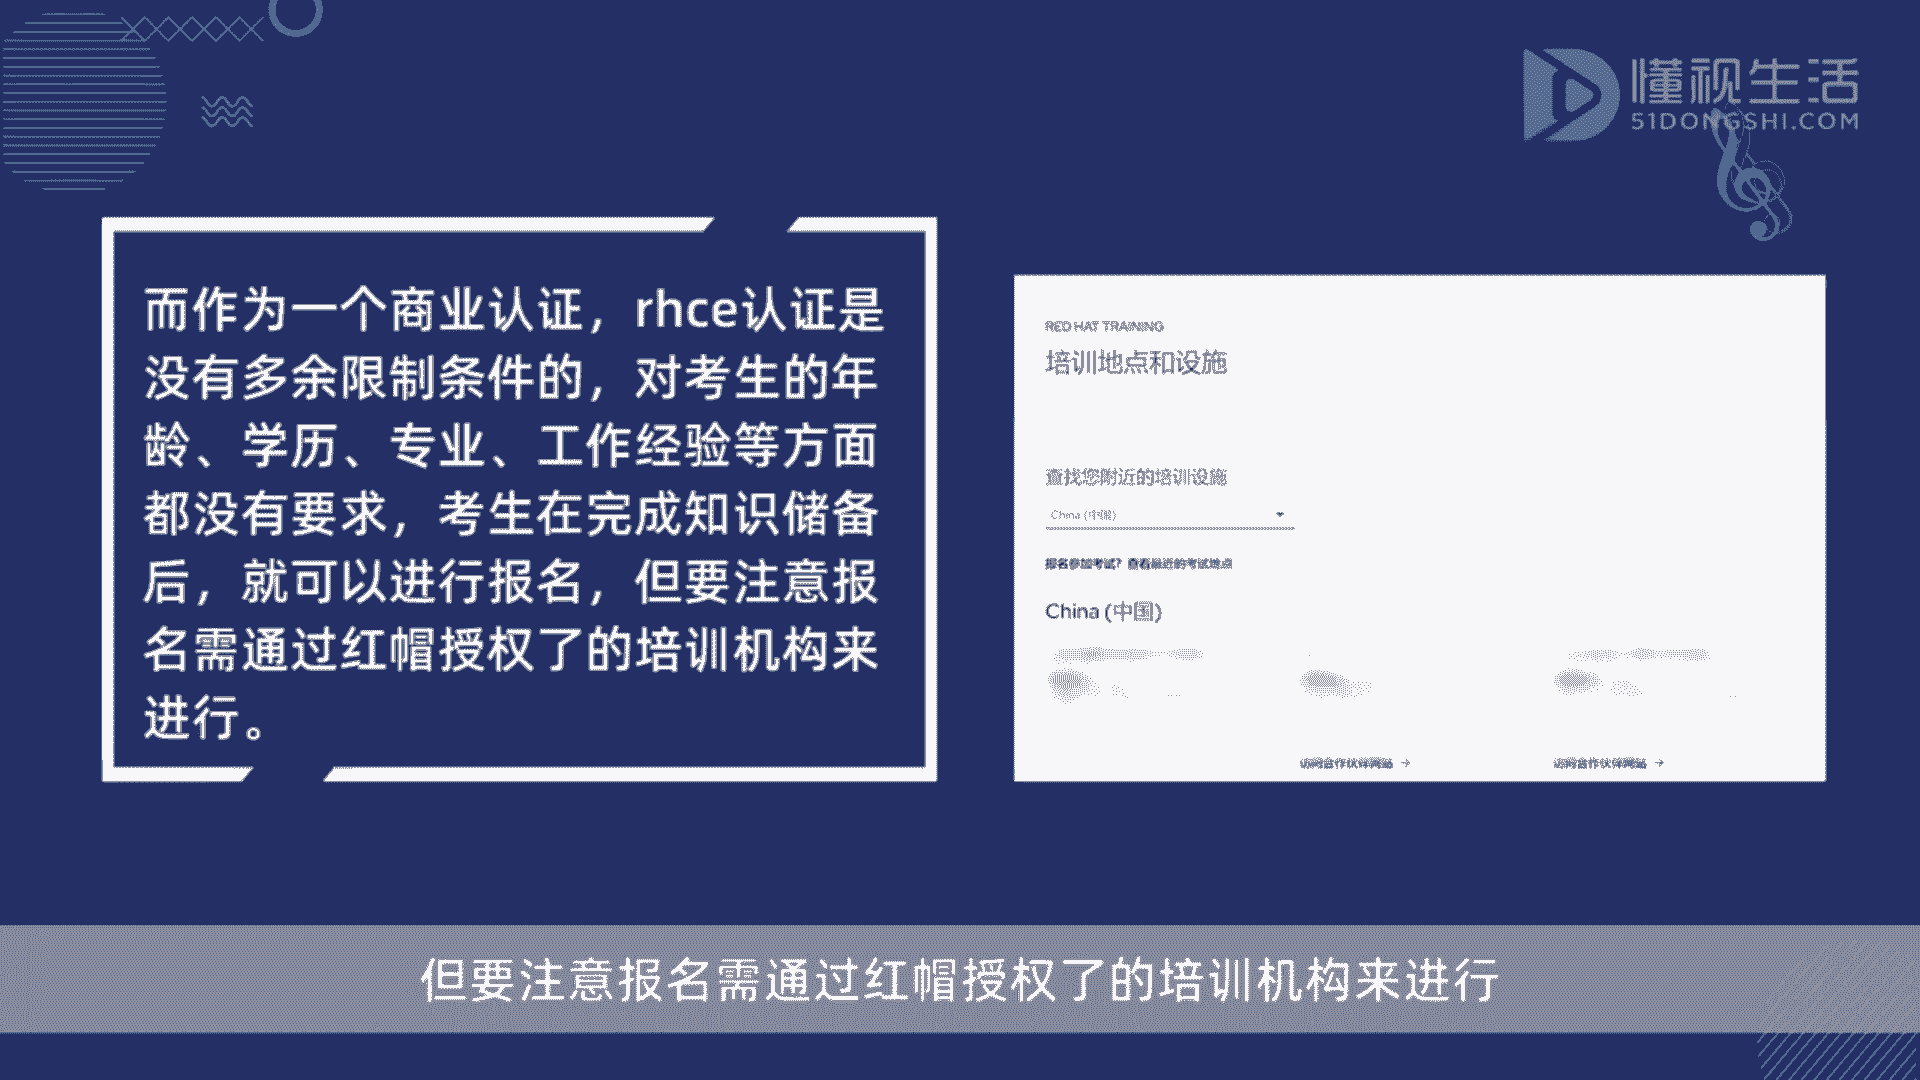 懂视生活
51DONGSHI.COM
而作为一个商业认证，rhce认证是
没有多余限制条件的，对考生的年
龄、学历、专业、工作经验等方面
都没有要求，考生在完成知识储备
后，就可以进行报名，但要注意报
名需通过红帽授权了的培训机构来
进行。
RED HAT TRAINING
培训地点和设施
查找您附近的培训设施
China (中国)
报名参加考试？查看最近的考试地点
China (中国)
访问合作伙伴网站 →
访问合作伙伴网站 →
但要注意报名需通过红帽授权了的培训机构来进行